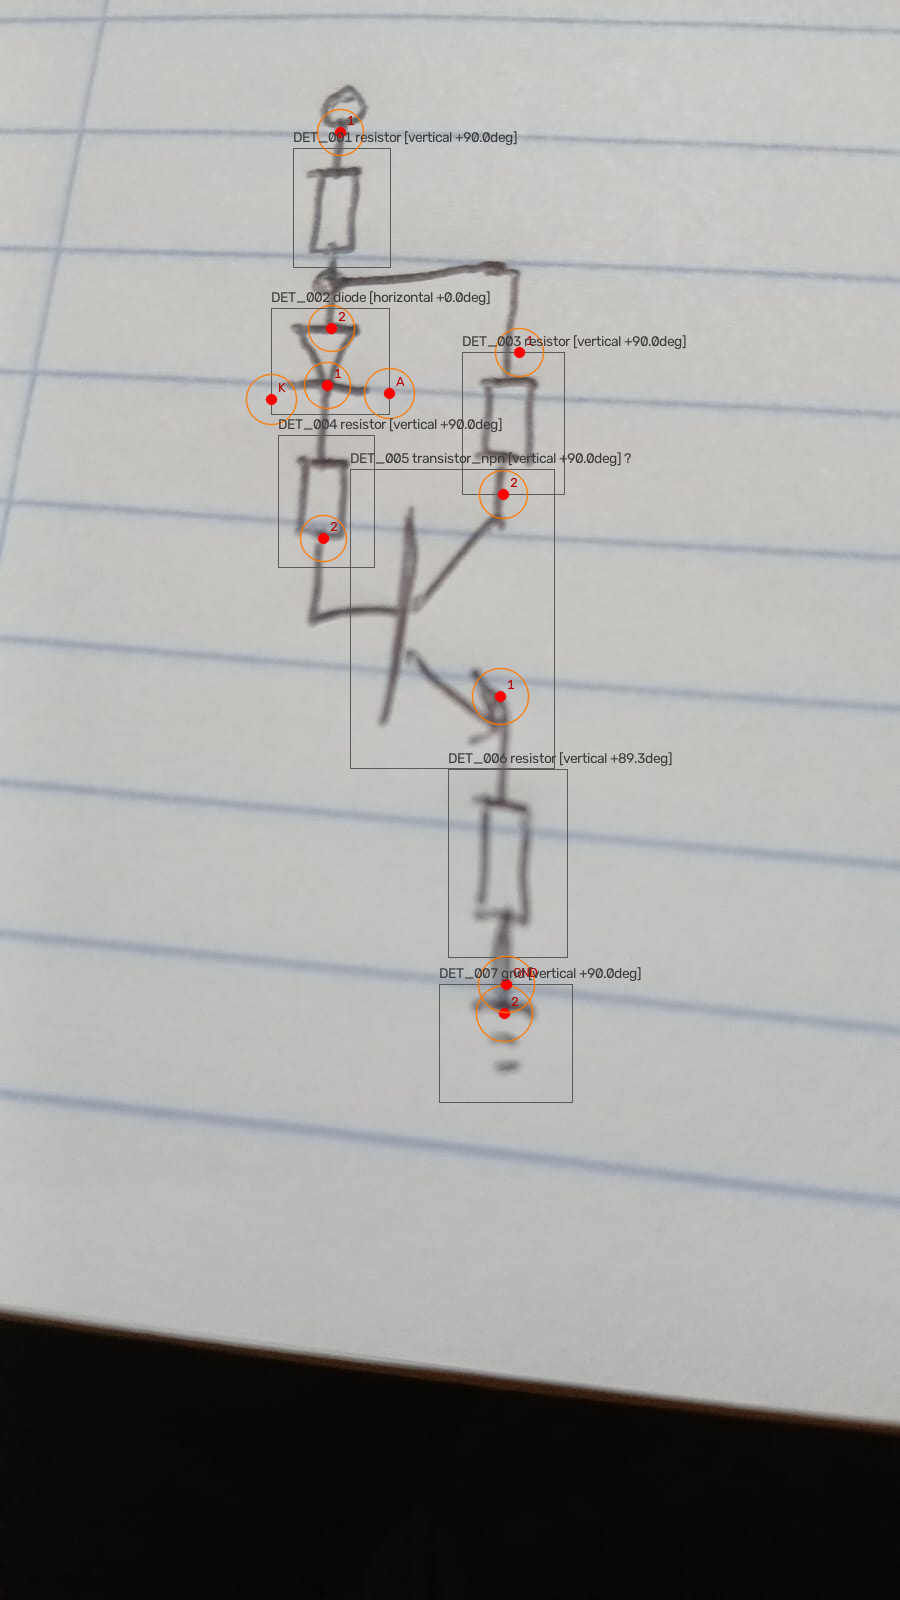 1
DET_001 resistor [vertical +90.0deg]
DET_002 diode [horizontal +0.0deg]
2
DET_003 resistor [vertical +90.0deg]
1
1
K
A
DET_004 resistor [vertical +90.0deg]
DET_005 transistor_npn [vertical +90.0deg] ?
2
2
1
DET_006 resistor [vertical +89.3deg]
DET_007 gnd [vertical +90.0deg]
GND
2